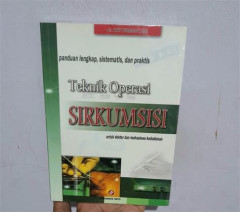 panduan lengkap, sistematis, dan praktis
Teknik Operasi
SIRKUMSISI
untuk dokter dan mahasiswa kedokteran